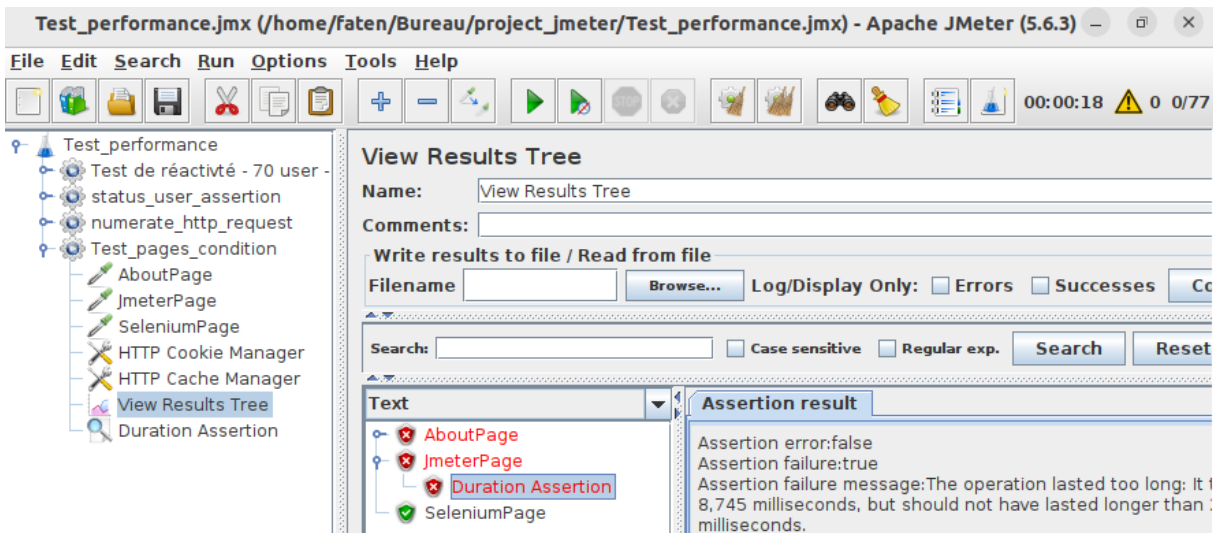 Test_performance.jmx (/home/faten/Bureau/project_jmeter/Test_performance.jmx) - Apache JMeter (5.6.3)
File Edit Search Run Options Tools Help
STOP 00:00:18 0 0/77
Test_performance
Test de réactivté - 70 user -
status_user_assertion
numerate_http_request
Test_pages_condition
AboutPage
JmeterPage
SeleniumPage
HTTP Cookie Manager
HTTP Cache Manager
View Results Tree
Duration Assertion
View Results Tree
Name: View Results Tree
Comments:
Write results to file / Read from file
Filename Browse... Log/Display Only: Errors Successes Co
Search: Case sensitive Regular exp. Search Reset
Text
AboutPage
JmeterPage
Duration Assertion
SeleniumPage
Assertion result
Assertion error:false
Assertion failure:true
Assertion failure message:The operation lasted too long: It
8,745 milliseconds, but should not have lasted longer than
milliseconds.